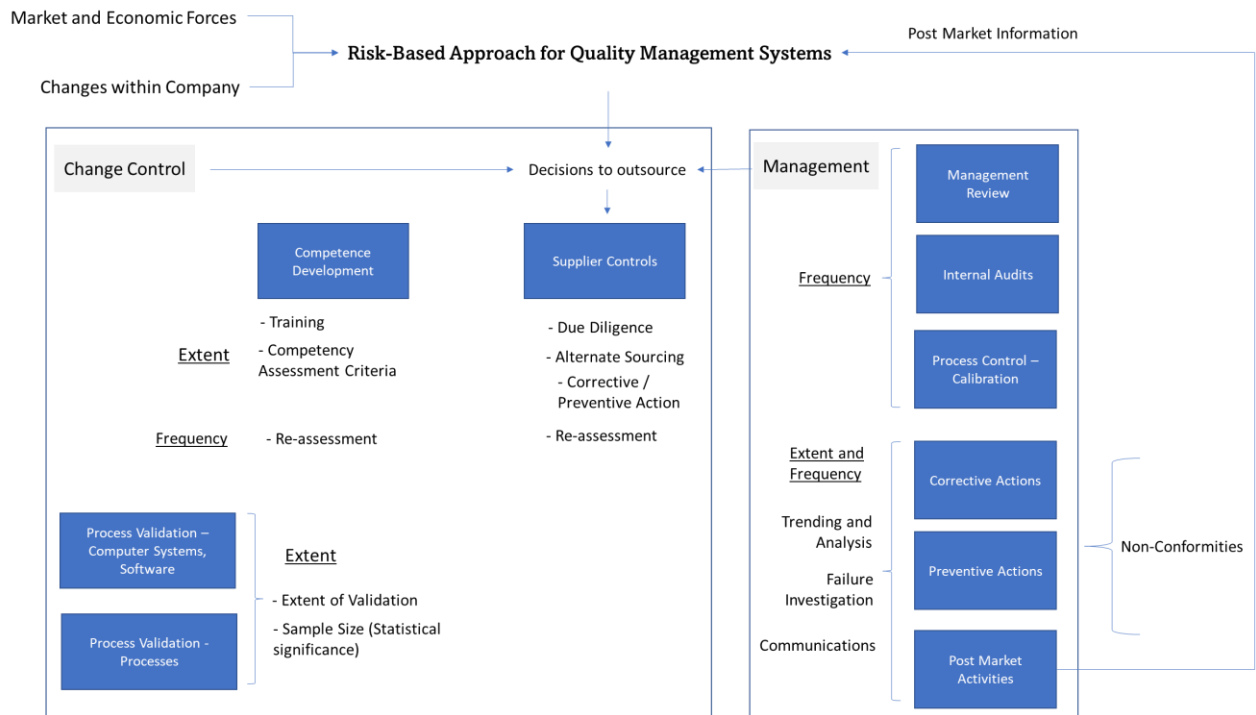 Market and Economic Forces
Post Market Information
Risk-Based Approach for Quality Management Systems
Changes within Company
Change Control
Decisions to outsource
Competence
Development
Supplier Controls
- Training
- Competency
Assessment Criteria
Extent
- Due Diligence
- Alternate Sourcing
- Corrective /
Preventive Action
Frequency
- Re-assessment
- Re-assessment
Process Validation –
Computer Systems,
Software
Process Validation -
Processes
Extent
- Extent of Validation
- Sample Size (Statistical
significance)
Management
Management
Review
Frequency
Internal Audits
Process Control –
Calibration
Extent and
Frequency
Corrective Actions
Trending and
Analysis
Preventive Actions
Failure
Investigation
Communications
Post Market
Activities
Non-Conformities